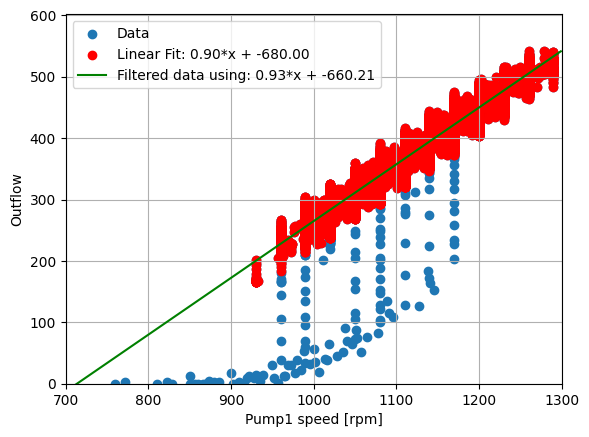 Data
Linear Fit: 0.90*x + -680.00
Filtered data using: 0.93*x + -660.21
600
500
400
300
200
100
0
Outflow
700 800 900 1000 1100 1200 1300
Pump1 speed [rpm]